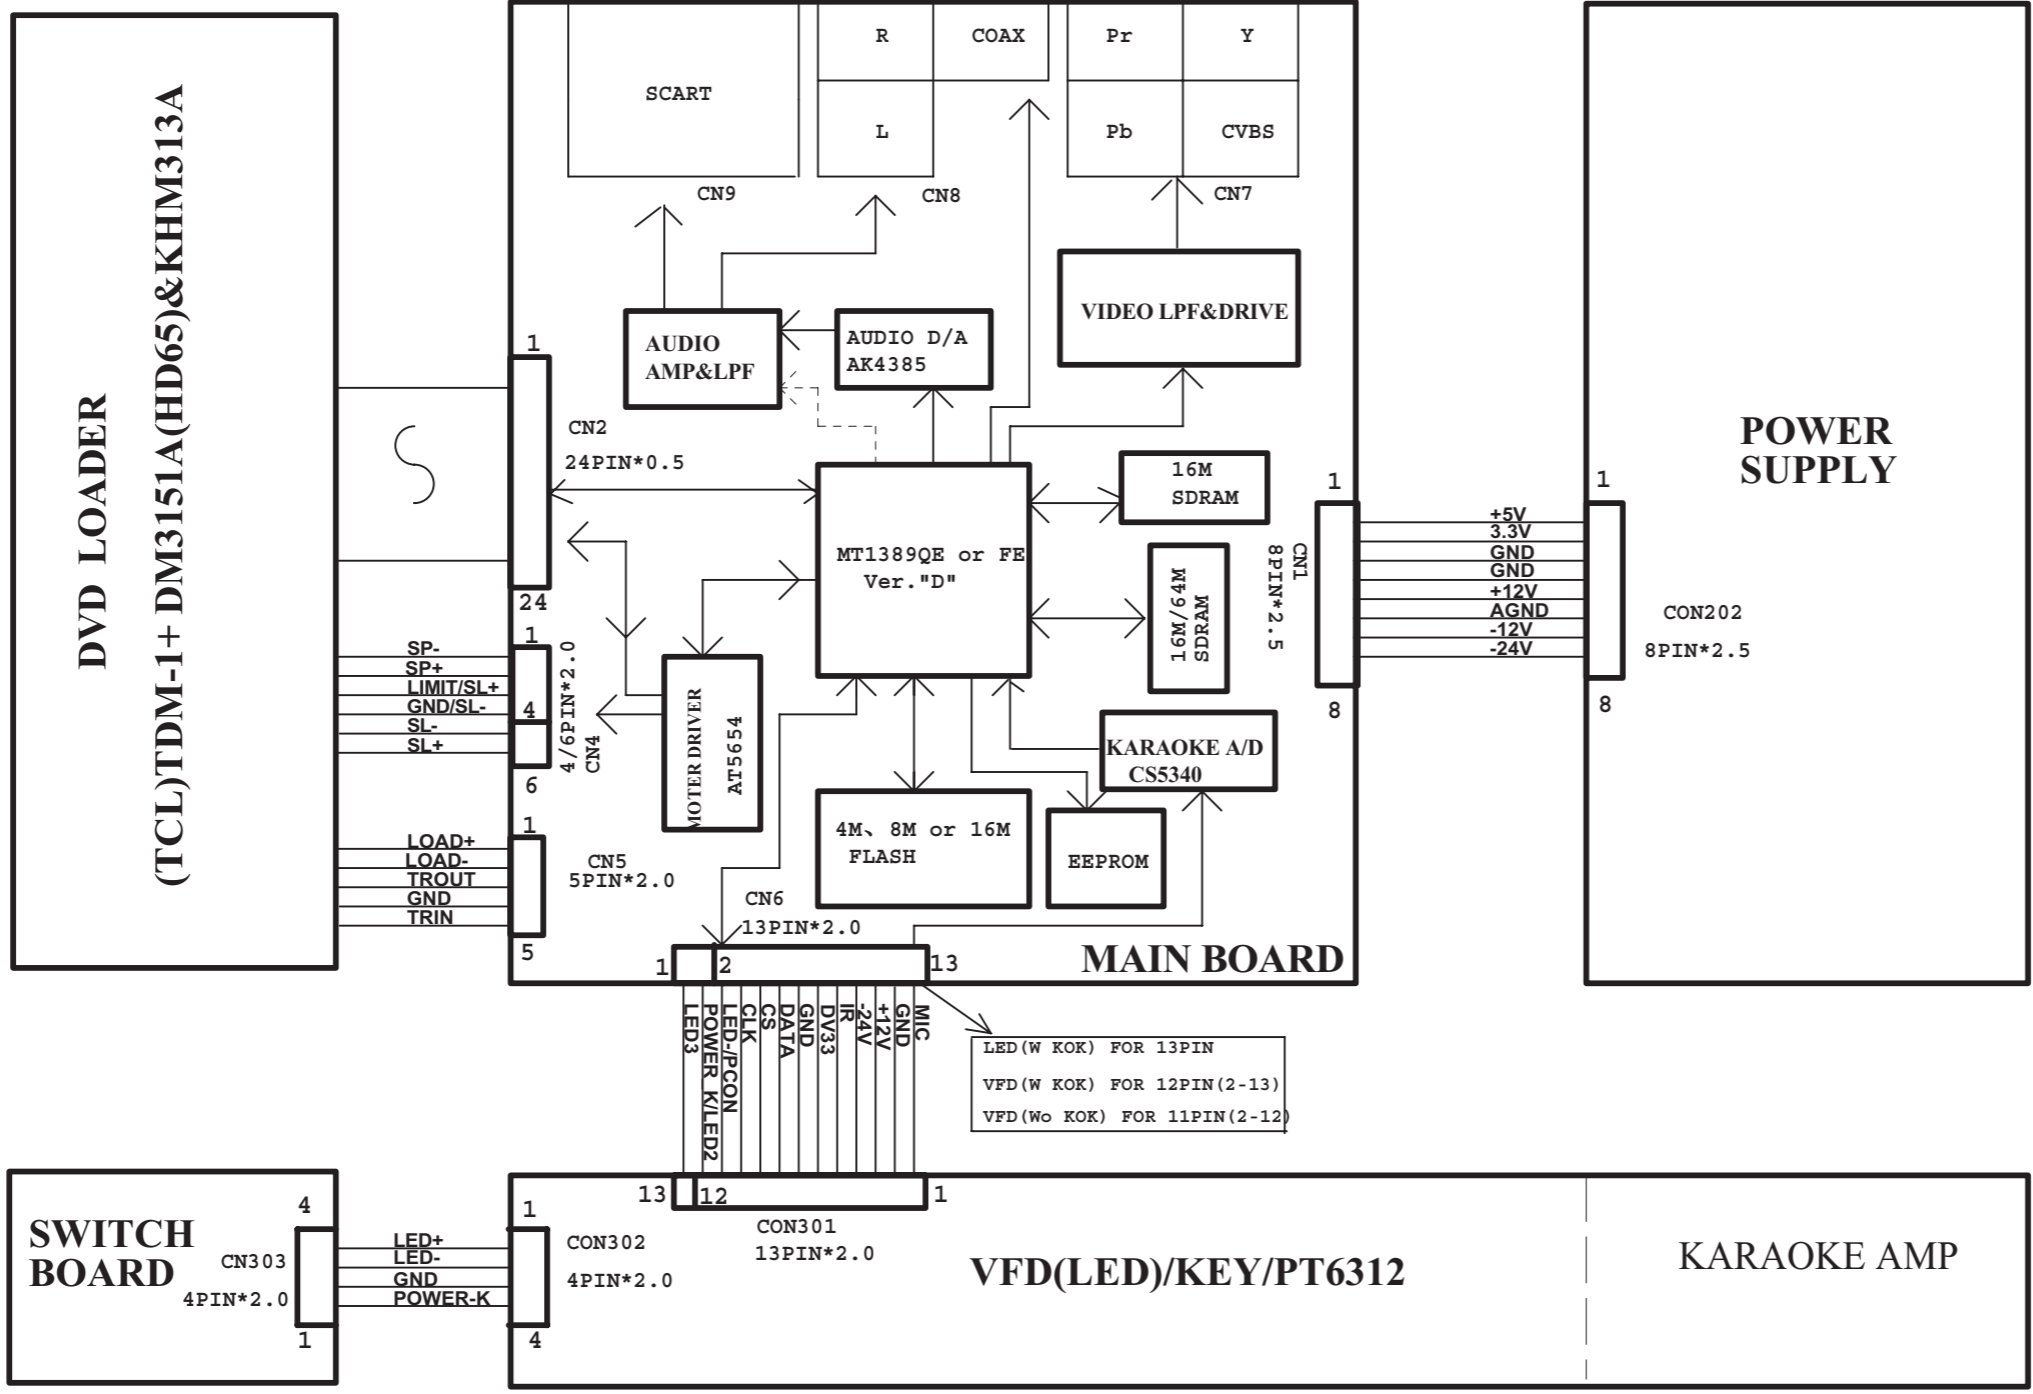 DVD LOADER
(TCL)TDM-1+ DM3151A(HD65)&KHM313A
SCART
R
COAX
L
Pr
Y
Pb
CVBS
CN9
CN8
CN7
VIDEO LPF&DRIVE
AUDIO
AMP&LPF
AUDIO D/A
AK4385
1
CN2
24PIN*0.5
24
16M
SDRAM
MT1389QE or FE
Ver."D"
16M/64M
SDRAM
1
CN1
8PIN*2.5
8
+5V
3.3V
GND
GND
+12V
AGND
-12V
-24V
POWER
SUPPLY
1
CON202
8PIN*2.5
8
SP-
SP+
LIMIT/SL+
GND/SL-
SL-
SL+
1
4
6
4/6PIN*2.0
CN4
MOTER DRIVER
AT5654
KARAOKE A/D
CS5340
4M、8M or 16M
FLASH
EEPROM
LOAD+
LOAD-
TROUT
GND
TRIN
1
CN5
5PIN*2.0
5
CN6
13PIN*2.0
1
2
13
MAIN BOARD
LED3
POWER K/LED2
LED-/PCON
CLK
CS
DATA
GND
DV33
IR
-24V
+12V
GND
MIC
LED(W KOK) FOR 13PIN
VFD(W KOK) FOR 12PIN(2-13)
VFD(Wo KOK) FOR 11PIN(2-12)
13
12
1
CON301
13PIN*2.0
SWITCH
BOARD
4
CN303
4PIN*2.0
1
LED+
LED-
GND
POWER-K
1
CON302
4PIN*2.0
4
VFD(LED)/KEY/PT6312
KARAOKE AMP